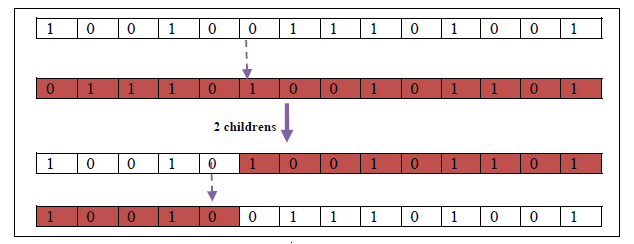 1 0 0 1 0 0 1 1 1 0 1 0 0 1
0 1 1 1 0 1 0 0 1 0 1 1 0 1
2 childrens
1 0 0 1 0 1 0 0 1 0 1 1 0 1
1 0 0 1 0 0 1 1 1 0 1 0 0 1